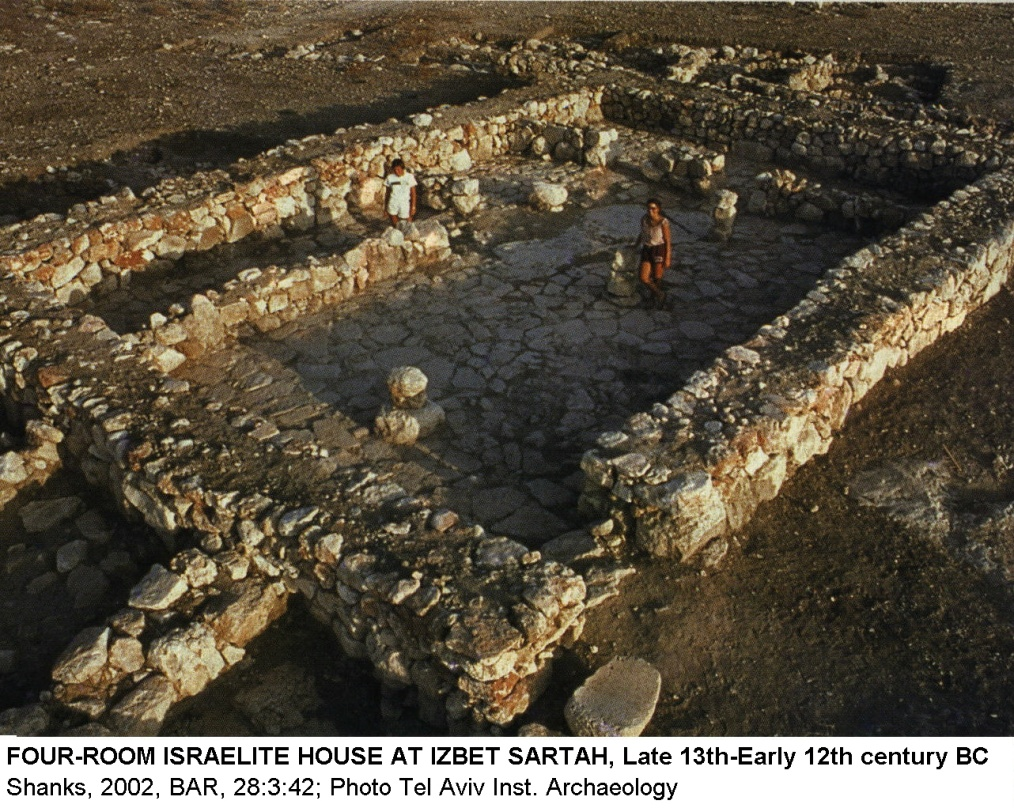 FOUR-ROOM ISRAELITE HOUSE AT IZBET SARTAH, Late 13th-Early 12th century BC
Shanks, 2002, BAR, 28:3:42; Photo Tel Aviv Inst. Archaeology